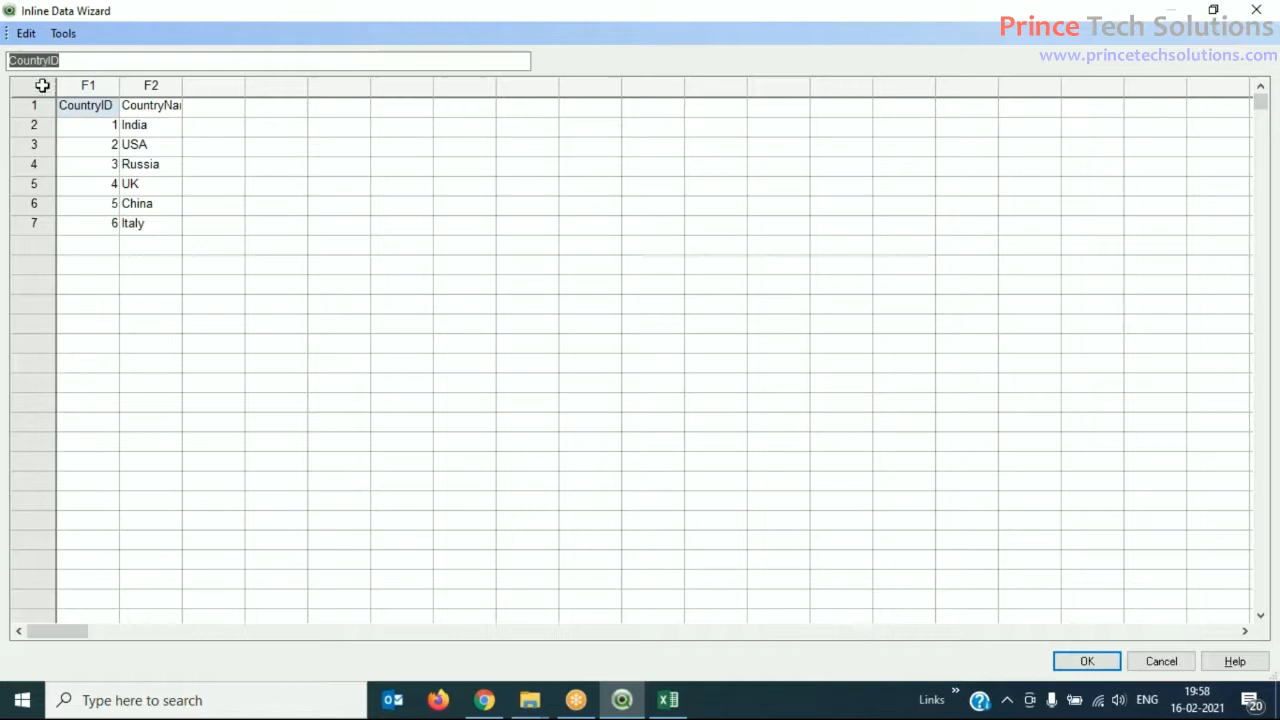 Inline Data Wizard
Prince Tech Solutions
Edit Tools
www.princetechsolutions.com
CountryID
F1 F2
1 CountryID CountryNa
2 1 India
3 2 USA
4 3 Russia
5 4 UK
6 5 China
7 6 Italy
OK Cancel Help
Type here to search
Links » ENG 19:58
16-02-2021 20